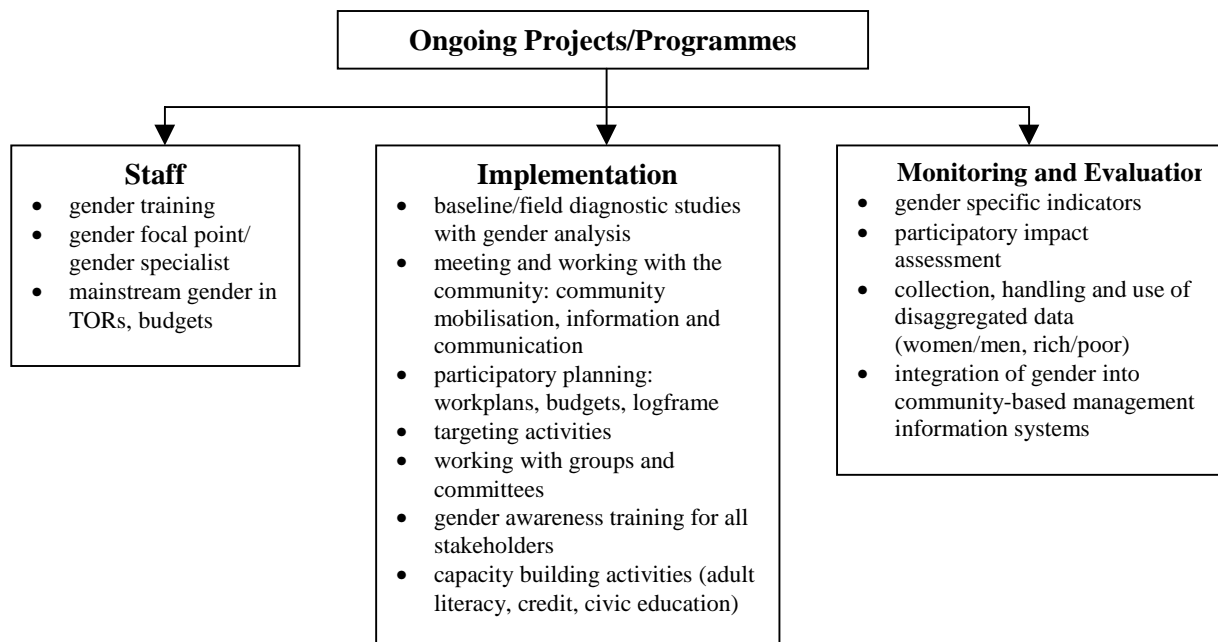 Ongoing Projects/Programmes
Staff
• gender training
• gender focal point/
gender specialist
• mainstream gender in
TORs, budgets
Implementation
• baseline/field diagnostic studies
with gender analysis
• meeting and working with the
community: community
mobilisation, information and
communication
• participatory planning:
workplans, budgets, logframe
• targeting activities
• working with groups and
committees
• gender awareness training for all
stakeholders
• capacity building activities (adult
literacy, credit, civic education)
Monitoring and Evaluation
• gender specific indicators
• participatory impact
assessment
• collection, handling and use of
disaggregated data
(women/men, rich/poor)
• integration of gender into
community-based management
information systems